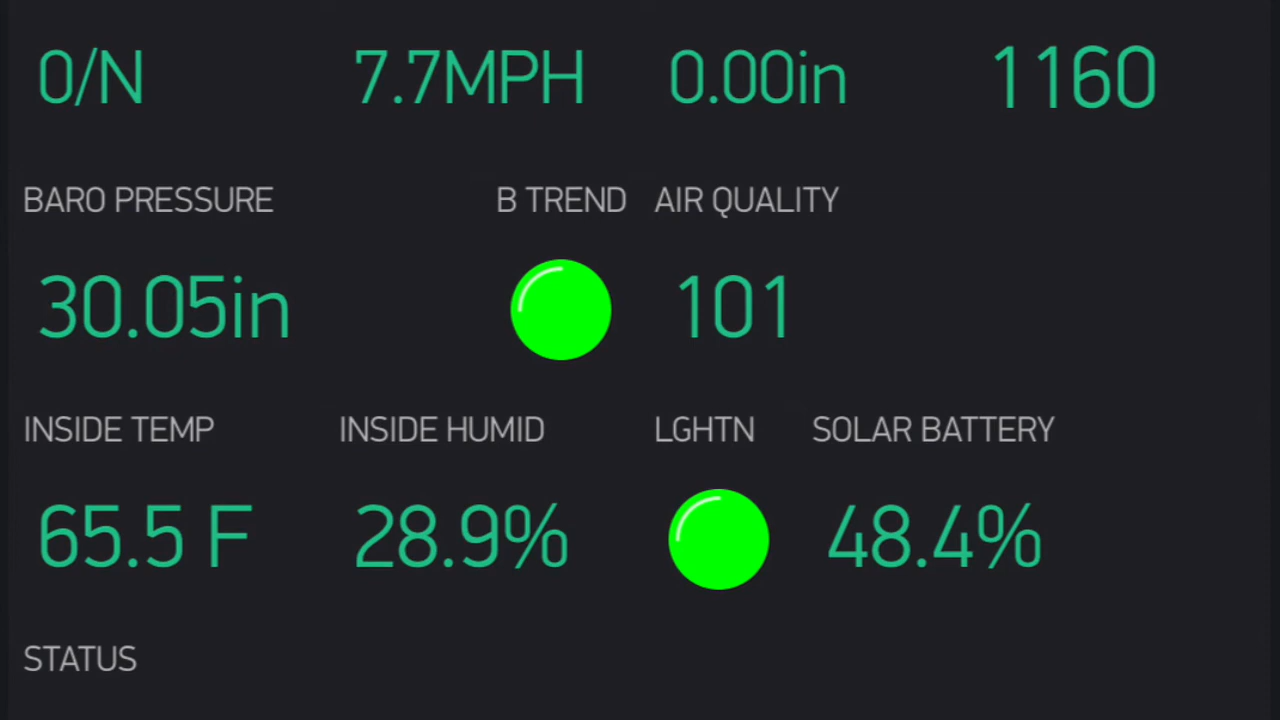 0/N 7.7MPH 0.00in 1160
BARO PRESSURE B TREND AIR QUALITY
30.05in 101
INSIDE TEMP INSIDE HUMID LGHTN SOLAR BATTERY
65.5 F 28.9% 48.4%
STATUS